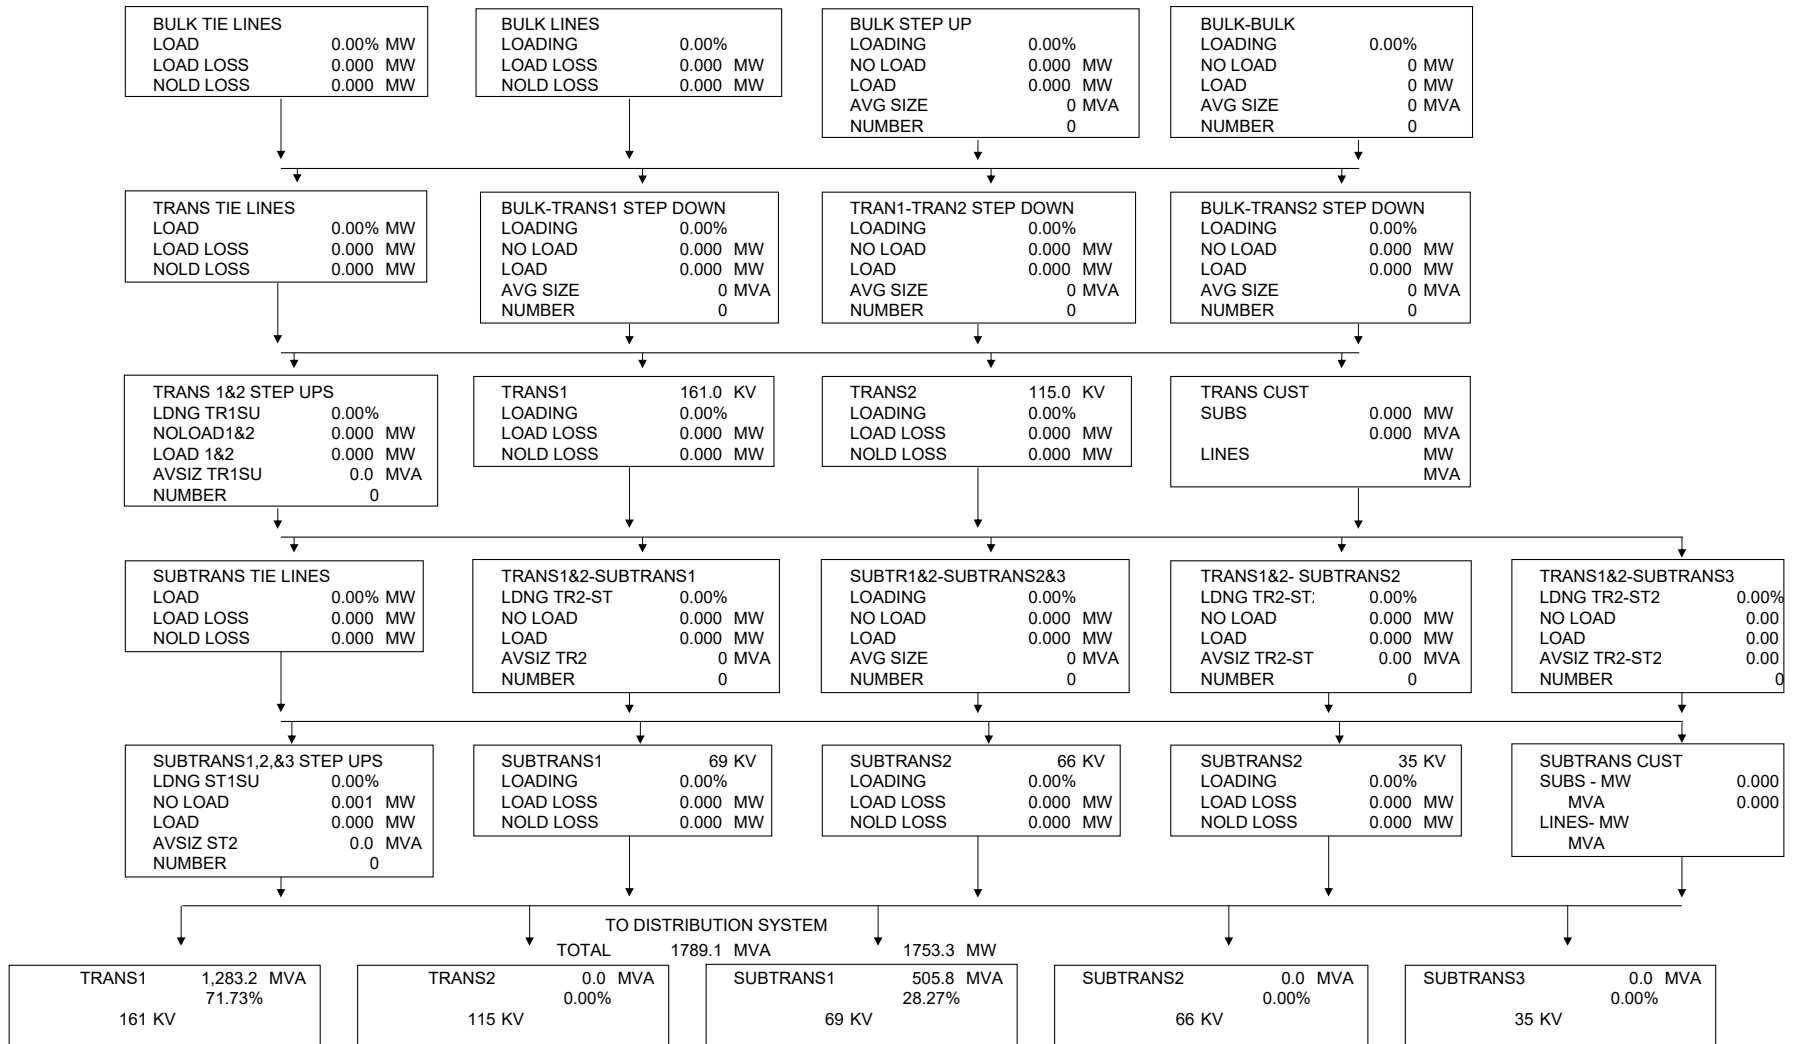 BULK TIE LINES
LOAD 0.00% MW
LOAD LOSS 0.000 MW
NOLD LOSS 0.000 MW
BULK LINES
LOADING 0.00%
LOAD LOSS 0.000 MW
NOLD LOSS 0.000 MW
BULK STEP UP
LOADING 0.00%
NO LOAD 0.000 MW
LOAD 0.000 MW
AVG SIZE 0 MVA
NUMBER 0
BULK-BULK
LOADING 0.00%
NO LOAD 0 MW
LOAD 0 MW
AVG SIZE 0 MVA
NUMBER 0
TRANS TIE LINES
LOAD 0.00% MW
LOAD LOSS 0.000 MW
NOLD LOSS 0.000 MW
BULK-TRANS1 STEP DOWN
LOADING 0.00%
NO LOAD 0.000 MW
LOAD 0.000 MW
AVG SIZE 0 MVA
NUMBER 0
TRAN1-TRAN2 STEP DOWN
LOADING 0.00%
NO LOAD 0.000 MW
LOAD 0.000 MW
AVG SIZE 0 MVA
NUMBER 0
BULK-TRANS2 STEP DOWN
LOADING 0.00%
NO LOAD 0.000 MW
LOAD 0.000 MW
AVG SIZE 0 MVA
NUMBER 0
TRANS 1&2 STEP UPS
LDNG TR1SU 0.00%
NOLOAD1&2 0.000 MW
LOAD 1&2 0.000 MW
AVSIZ TR1SU 0.0 MVA
NUMBER 0
TRANS1 161.0 KV
LOADING 0.00%
LOAD LOSS 0.000 MW
NOLD LOSS 0.000 MW
TRANS2 115.0 KV
LOADING 0.00%
LOAD LOSS 0.000 MW
NOLD LOSS 0.000 MW
TRANS CUST
SUBS 0.000 MW
0.000 MVA
LINES MW
MVA
SUBTRANS TIE LINES
LOAD 0.00% MW
LOAD LOSS 0.000 MW
NOLD LOSS 0.000 MW
TRANS1&2-SUBTRANS1
LDNG TR2-ST 0.00%
NO LOAD 0.000 MW
LOAD 0.000 MW
AVSIZ TR2 0 MVA
NUMBER 0
SUBTR1&2-SUBTRANS2&3
LOADING 0.00%
NO LOAD 0.000 MW
LOAD 0.000 MW
AVG SIZE 0 MVA
NUMBER 0
TRANS1&2- SUBTRANS2
LDNG TR2-ST: 0.00%
NO LOAD 0.000 MW
LOAD 0.000 MW
AVSIZ TR2-ST 0.00 MVA
NUMBER 0
TRANS1&2-SUBTRANS3
LDNG TR2-ST2 0.00%
NO LOAD 0.00
LOAD 0.00
AVSIZ TR2-ST2 0.00
NUMBER 0
SUBTRANS1,2,&3 STEP UPS
LDNG ST1SU 0.00%
NO LOAD 0.001 MW
LOAD 0.000 MW
AVSIZ ST2 0.0 MVA
NUMBER 0
SUBTRANS1 69 KV
LOADING 0.00%
LOAD LOSS 0.000 MW
NOLD LOSS 0.000 MW
SUBTRANS2 66 KV
LOADING 0.00%
LOAD LOSS 0.000 MW
NOLD LOSS 0.000 MW
SUBTRANS2 35 KV
LOADING 0.00%
LOAD LOSS 0.000 MW
NOLD LOSS 0.000 MW
SUBTRANS CUST
SUBS - MW 0.000
MVA 0.000
LINES- MW
MVA
TO DISTRIBUTION SYSTEM
TOTAL 1789.1 MVA 1753.3 MW
TRANS1 1,283.2 MVA
71.73%
161 KV
TRANS2 0.0 MVA
0.00%
115 KV
SUBTRANS1 505.8 MVA
28.27%
69 KV
SUBTRANS2 0.0 MVA
0.00%
66 KV
SUBTRANS3 0.0 MVA
0.00%
35 KV